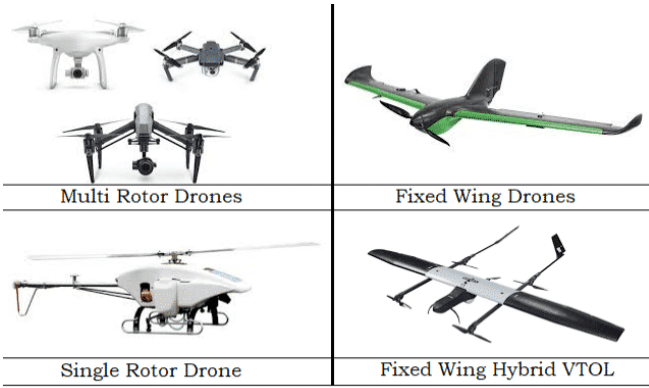 Multi Rotor Drones
Fixed Wing Drones
Single Rotor Drone
Fixed Wing Hybrid VTOL